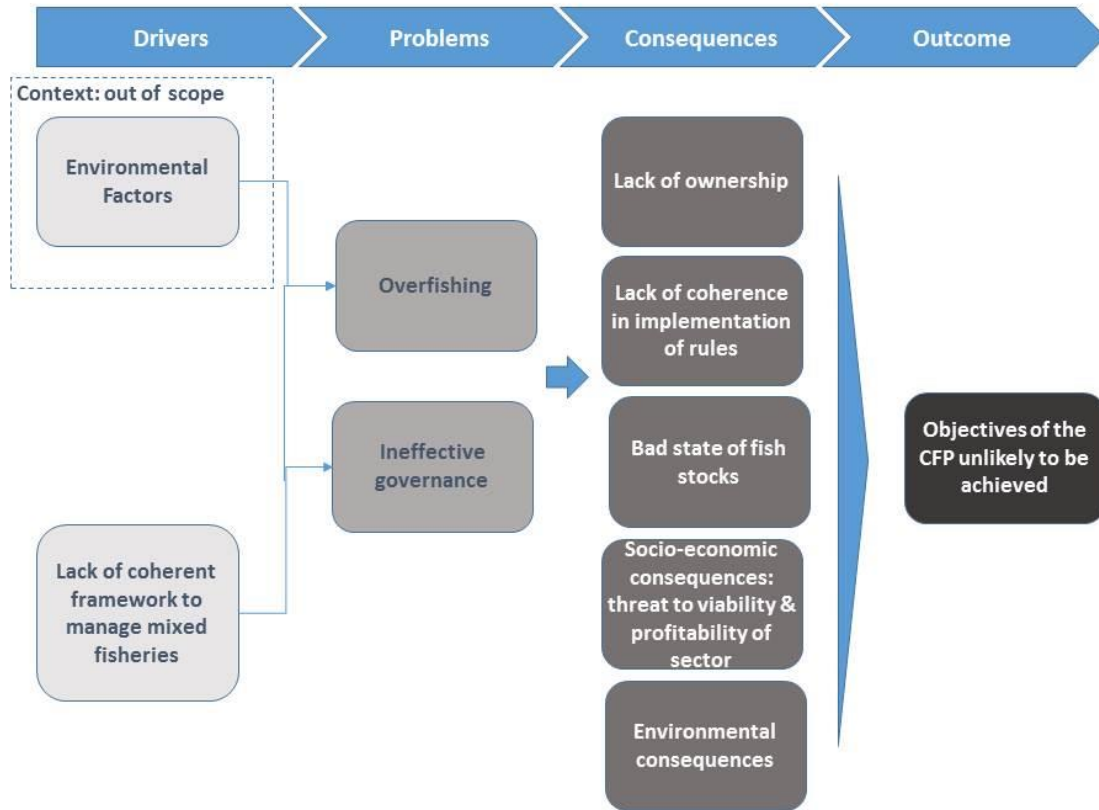 Drivers
Problems
Consequences
Outcome
Context: out of scope
Environmental
Factors
Lack of coherent
framework to
manage mixed
fisheries
Overfishing
Ineffective
governance
Lack of ownership
Lack of coherence
in implementation
of rules
Bad state of fish
stocks
Socio-economic
consequences:
threat to viability &
profitability of
sector
Environmental
consequences
Objectives of the
CFP unlikely to be
achieved